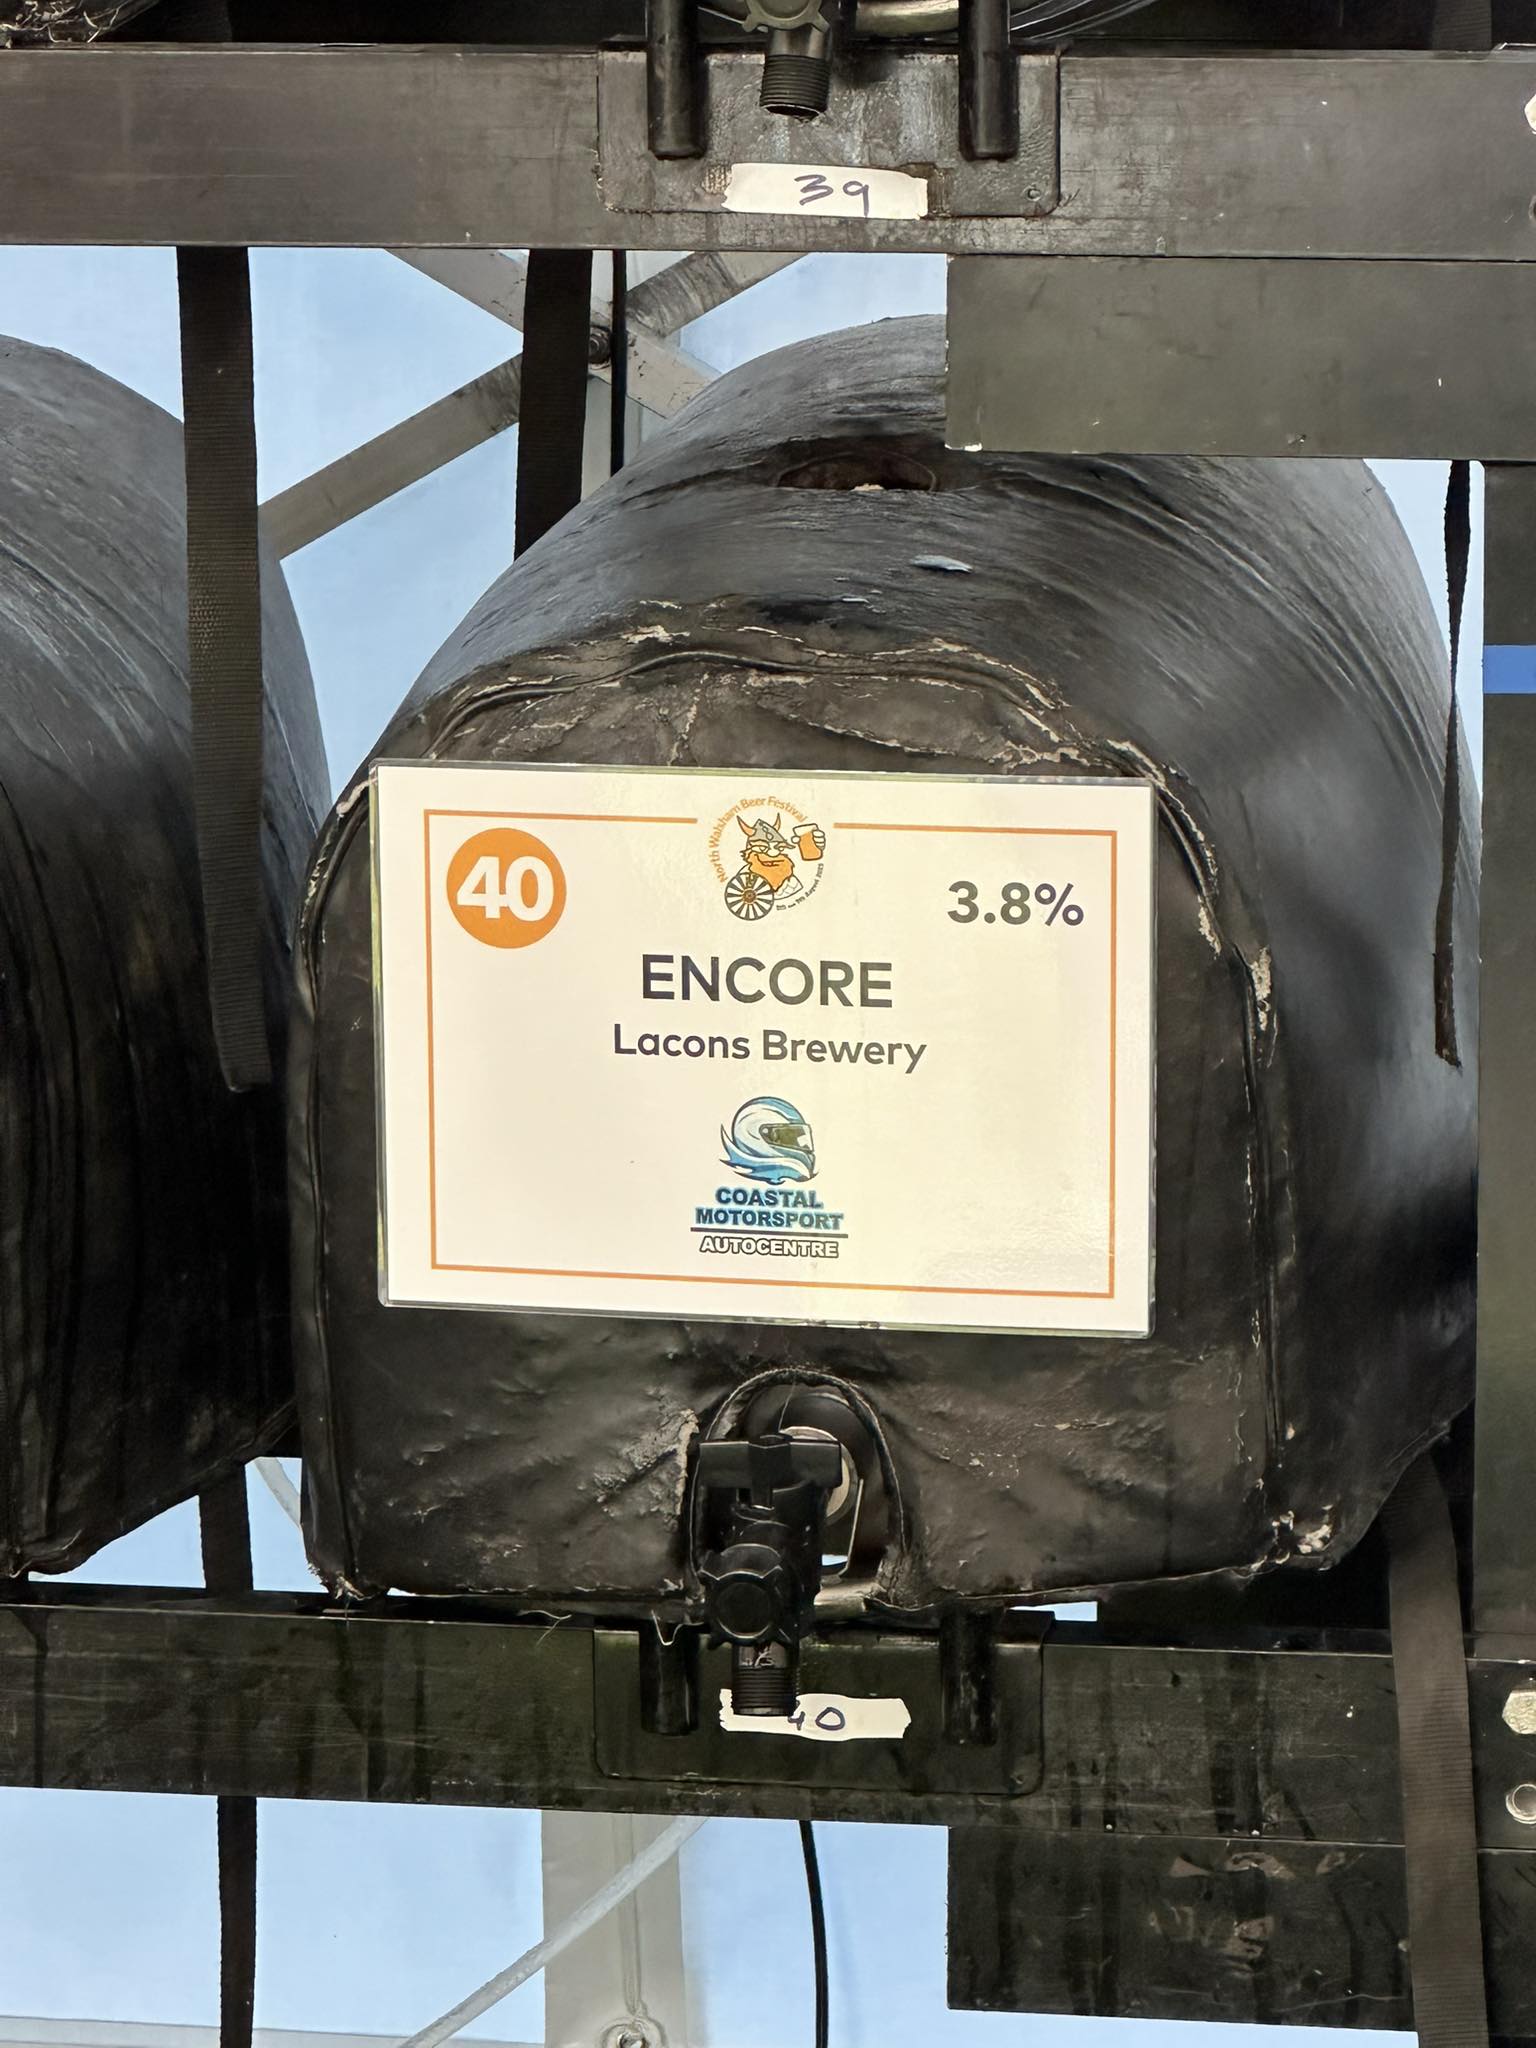 39
North Walsham Beer Festival
40
3.8%
ENCORE
Lacons Brewery
COASTAL
MOTORSPORT
AUTOCENTRE
40